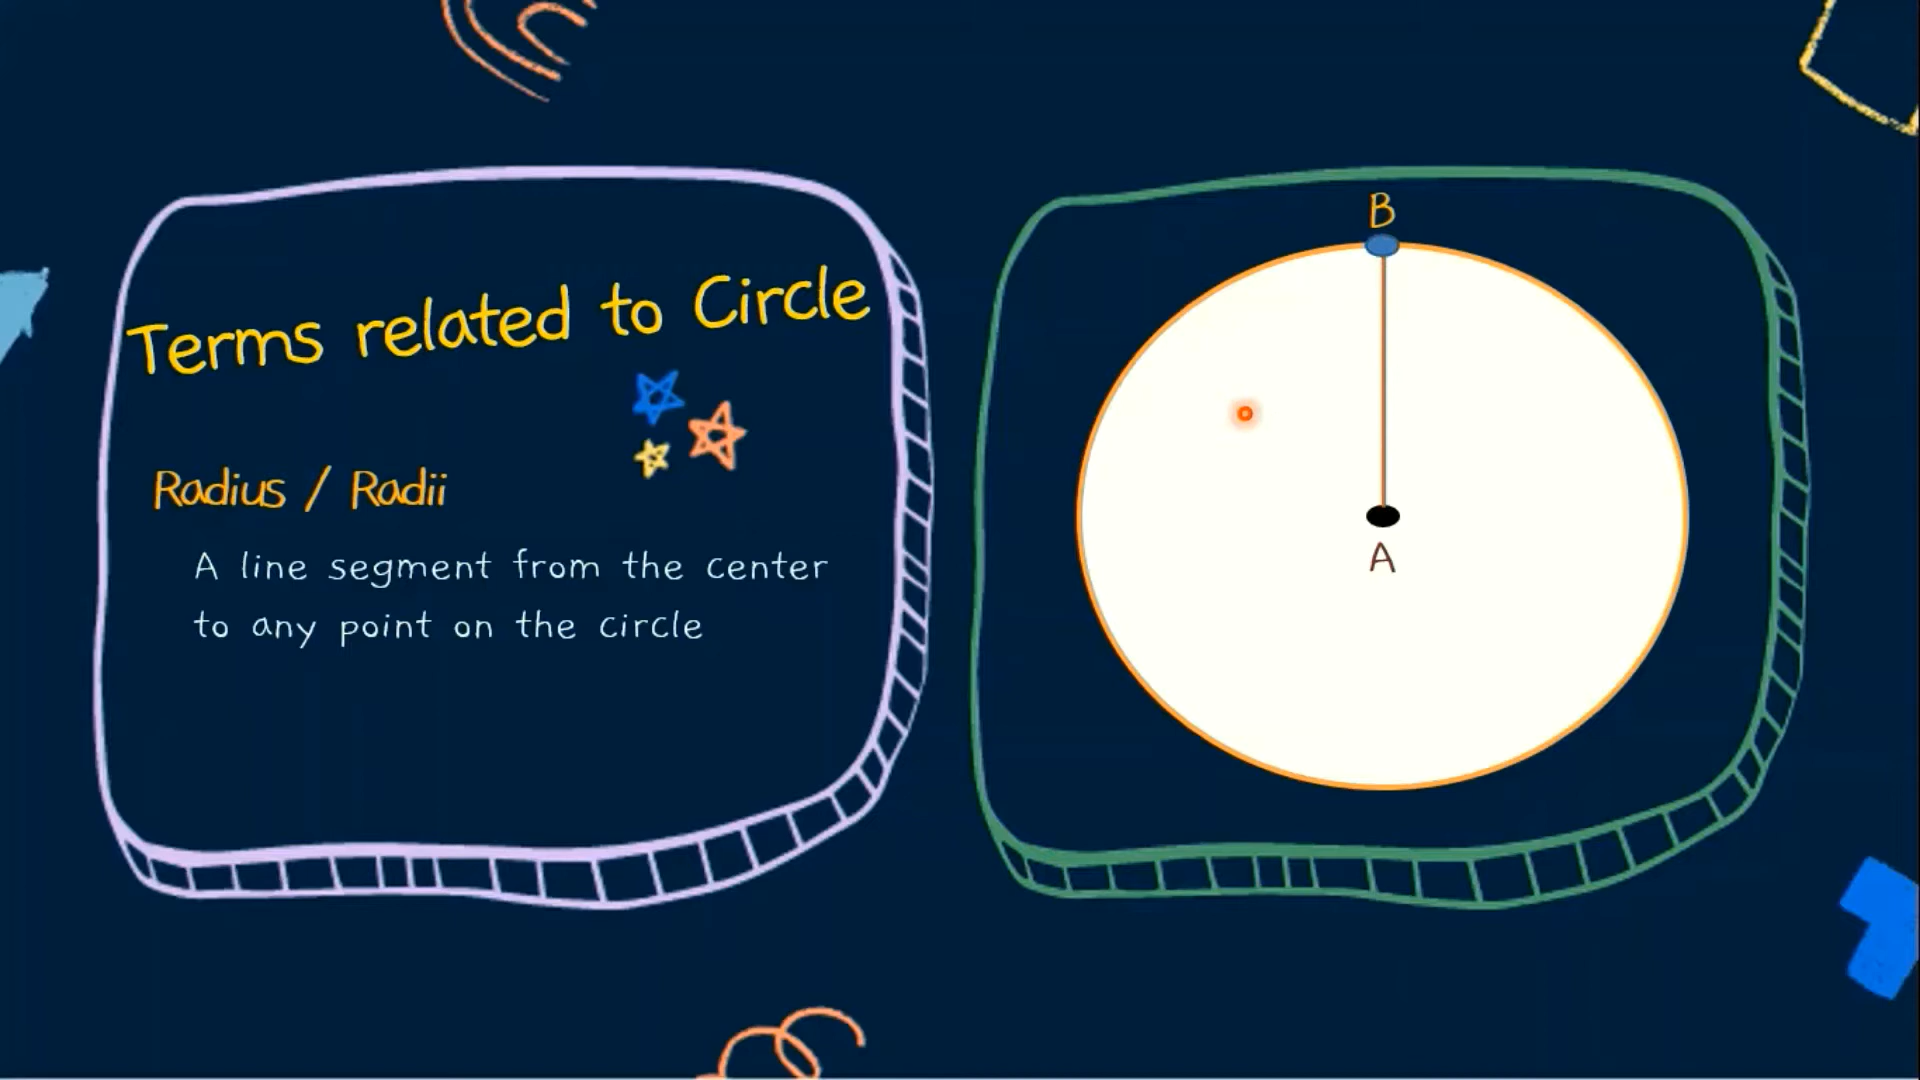 Terms related to Circle
Radius / Radii
A line segment from the center
to any point on the circle
B
A